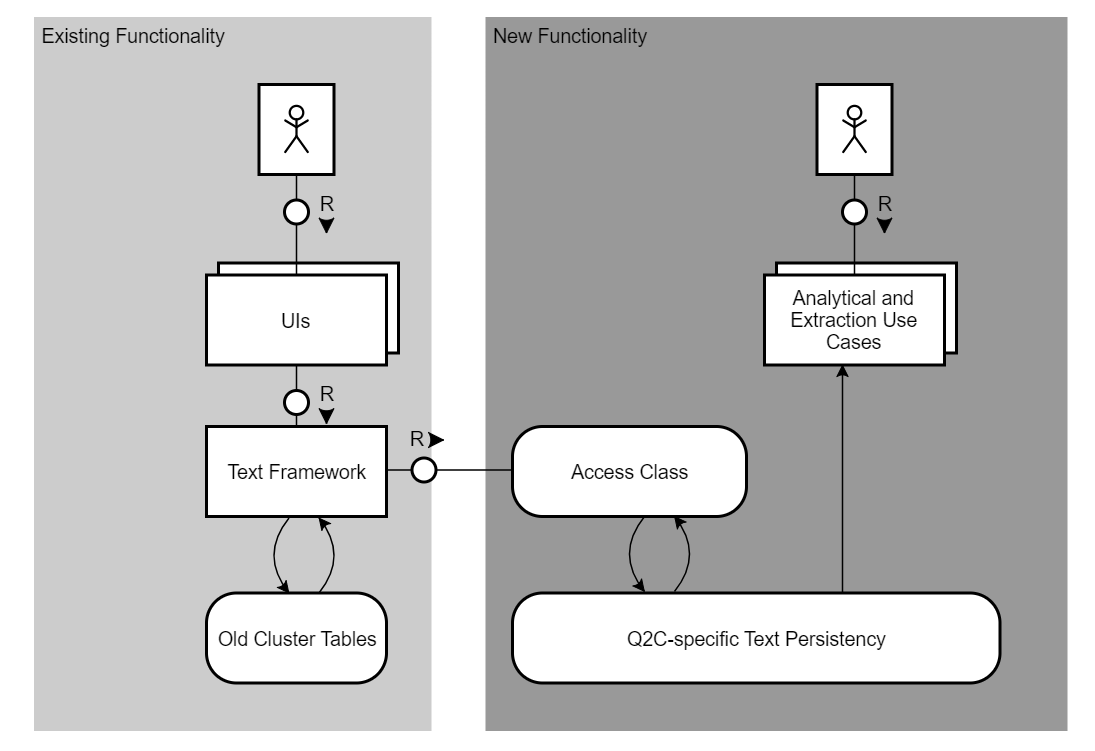 Existing Functionality
New Functionality
R
R
UIs
Analytical and
Extraction Use
Cases
R
R
Text Framework
Access Class
Old Cluster Tables
Q2C-specific Text Persistency